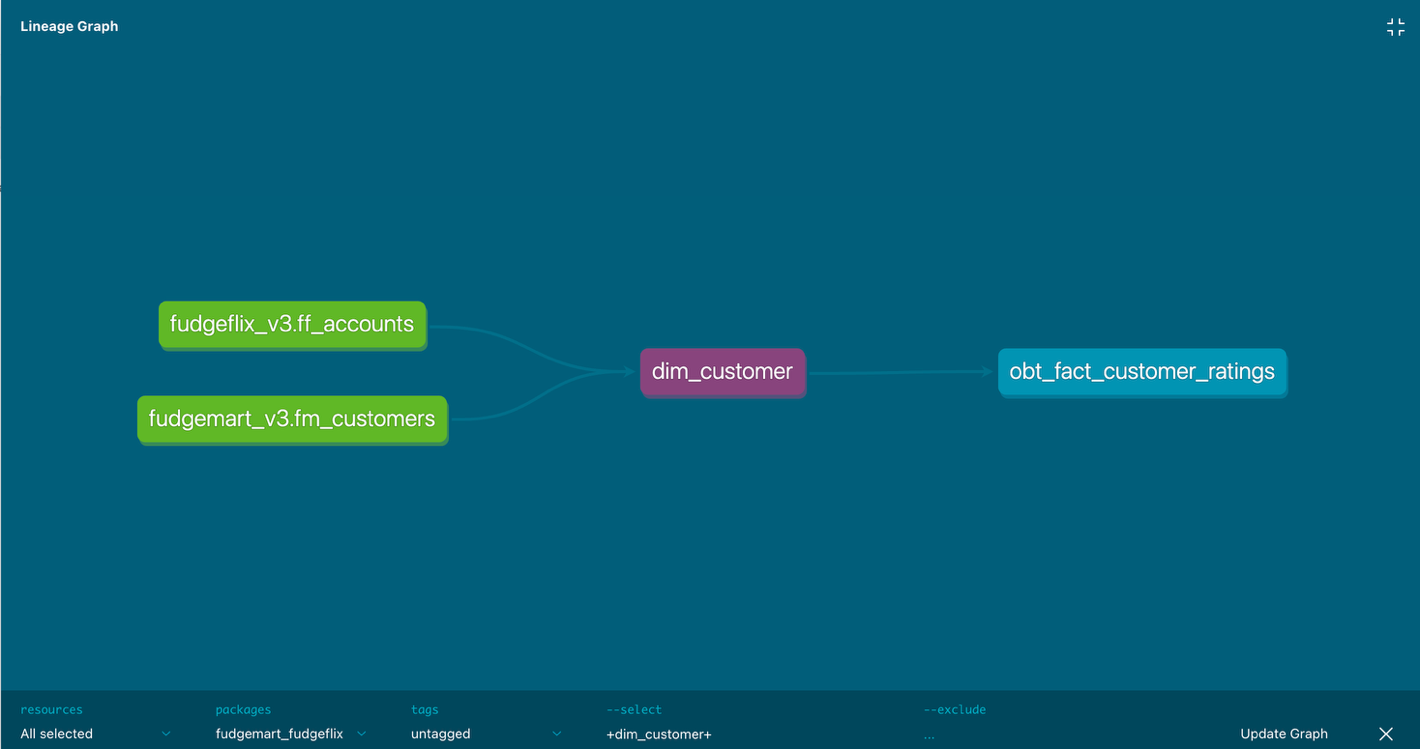 Lineage Graph
fudgeflix_v3.ff_accounts
fudgemart_v3.fm_customers
dim_customer
obt_fact_customer_ratings
resources packages tags --select --exclude
All selected fudgemart_fudgeflix untagged +dim_customer+ ... Update Graph